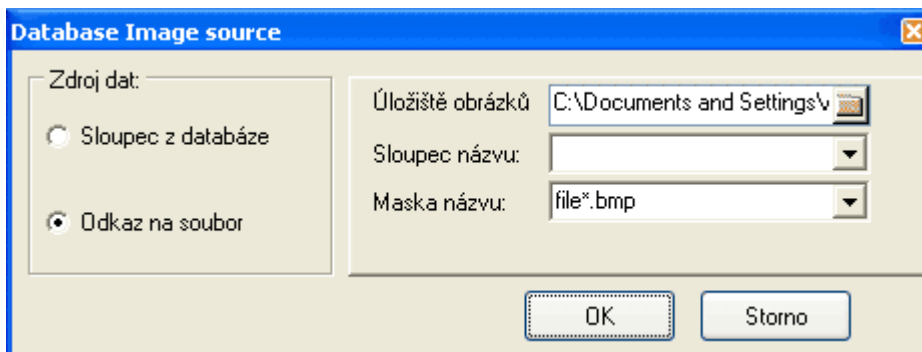 Database Image source
Zdroj dat:
Sloupec z databáze
Odkaz na soubor
Úložiště obrázků C:\Documents and Settings\v
Sloupec názvu:
Maska názvu: file*.bmp
OK Storno